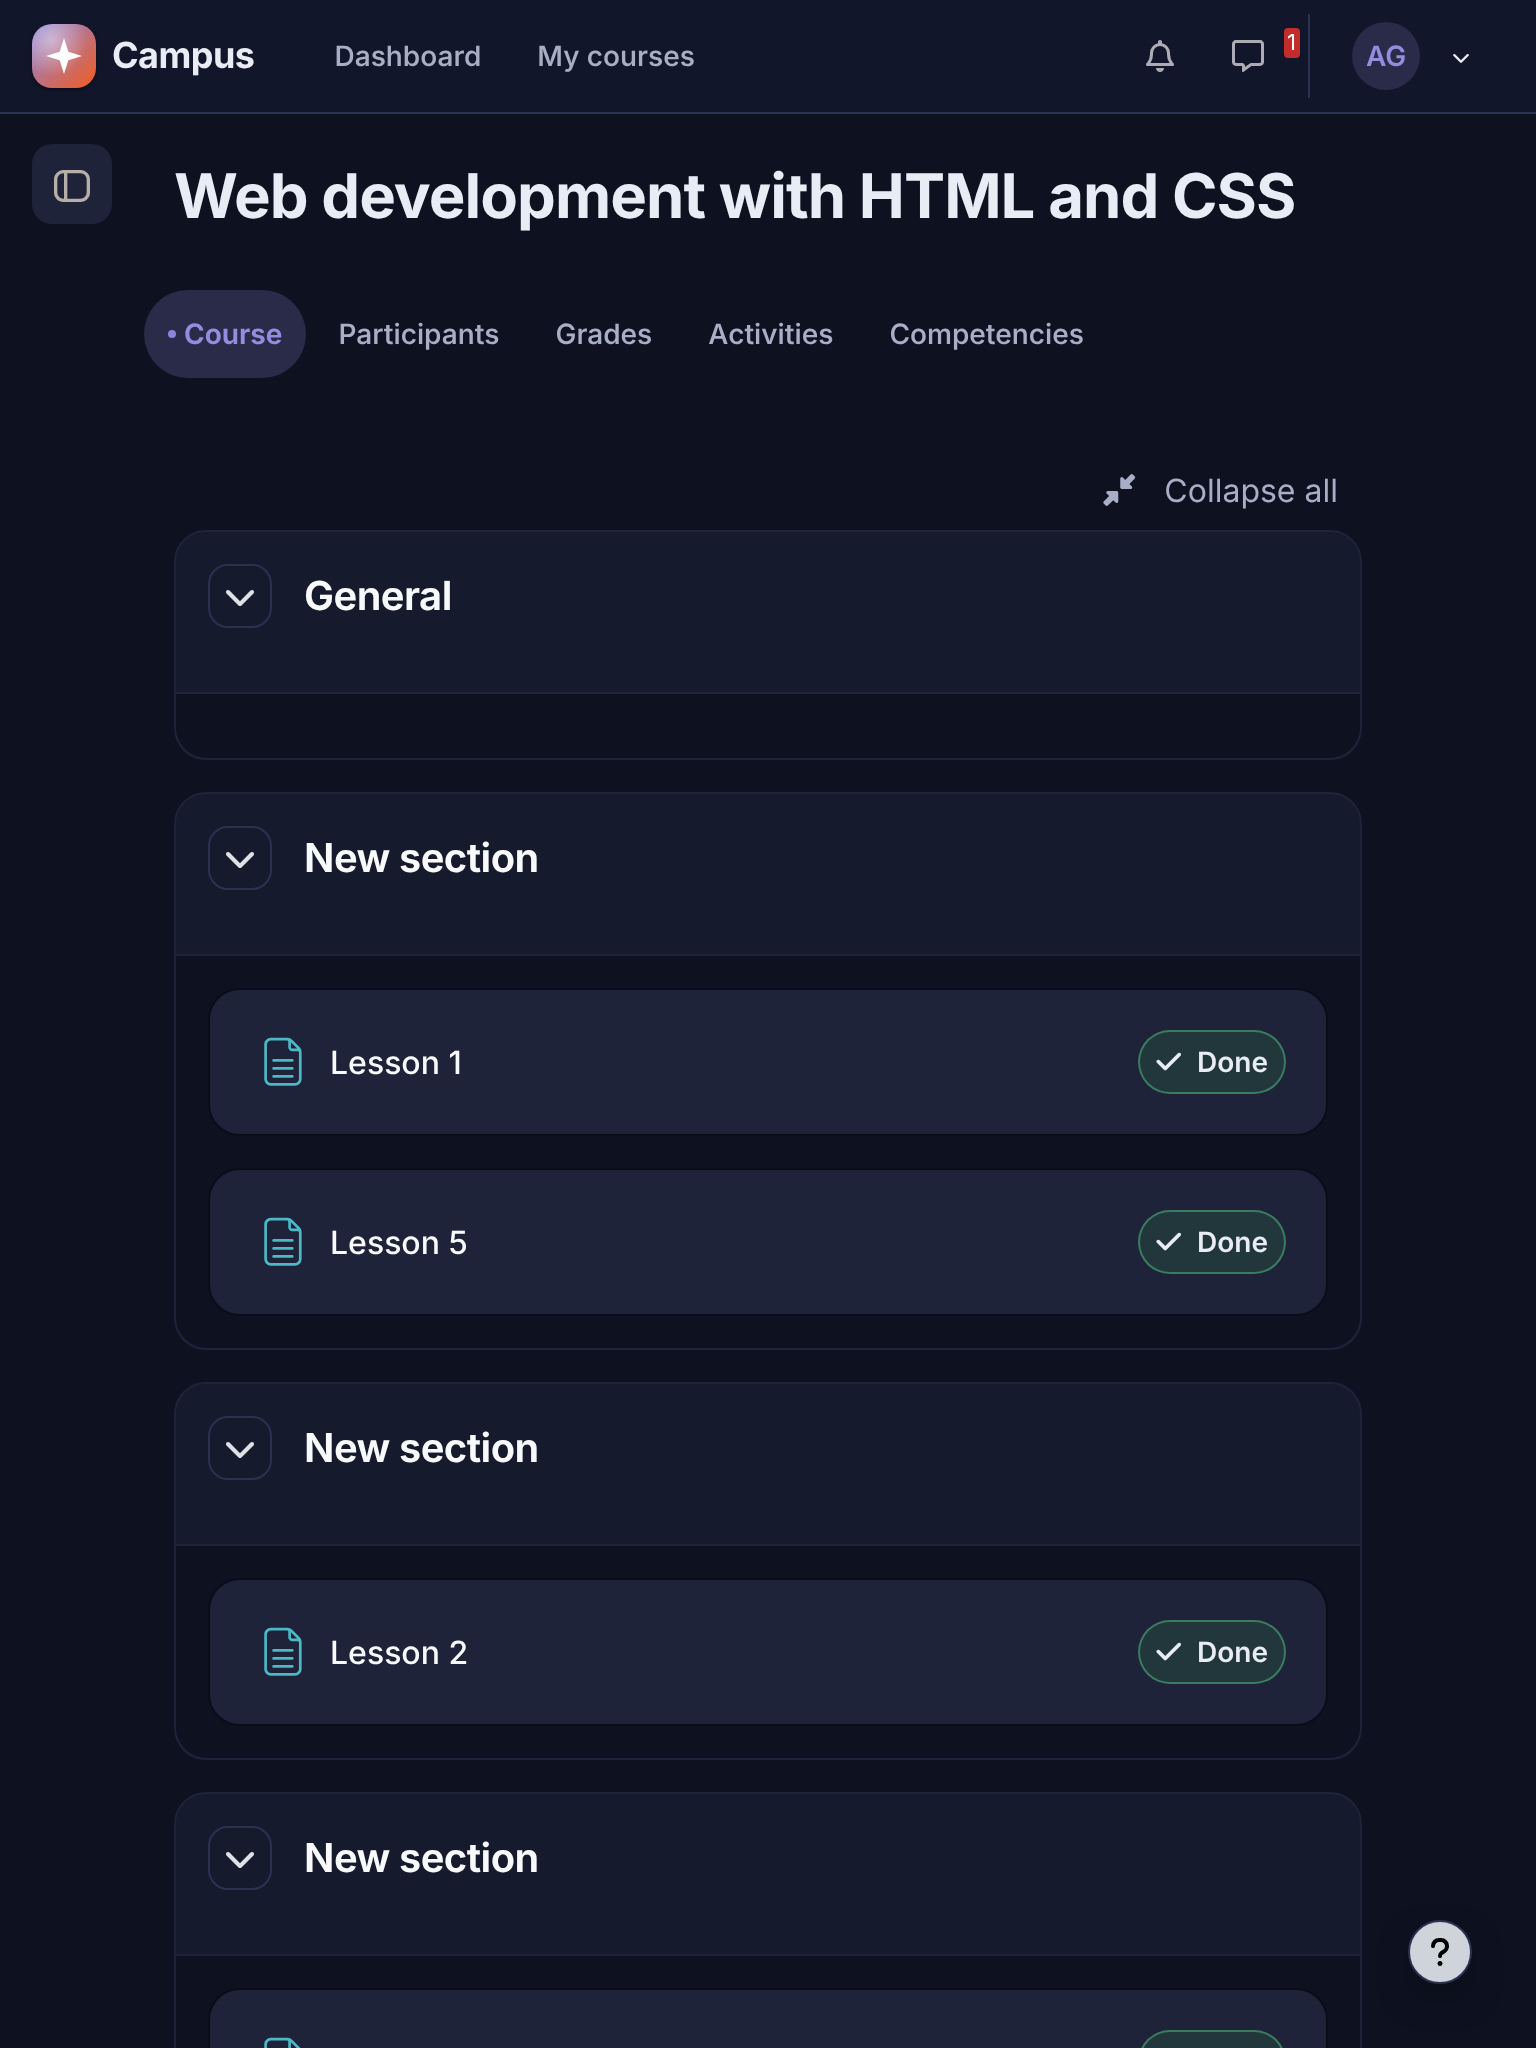 Campus
Dashboard
My courses
1
AG
Web development with HTML and CSS
• Course
Participants
Grades
Activities
Competencies
Collapse all
General
New section
Lesson 1
Done
Lesson 5
Done
New section
Lesson 2
Done
New section
?